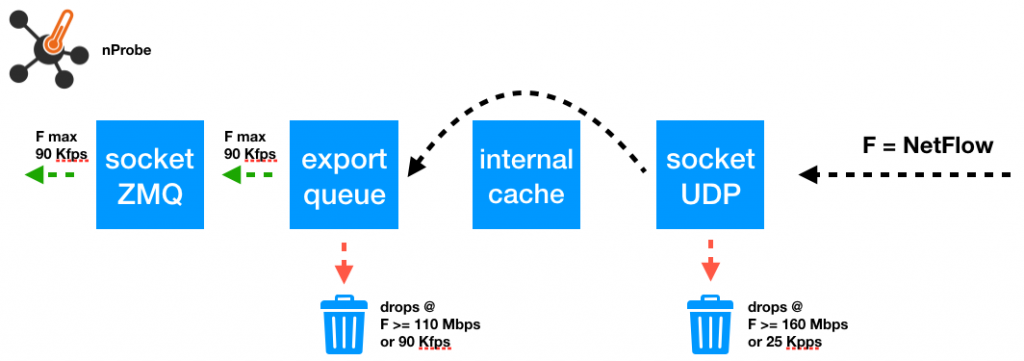 nProbe
F max
90 Kfps
socket
ZMQ
F max
90 Kfps
export
queue
internal
cache
socket
UDP
F = NetFlow
drops @
F >= 110 Mbps
or 90 Kfps
drops @
F >= 160 Mbps
or 25 Kpps